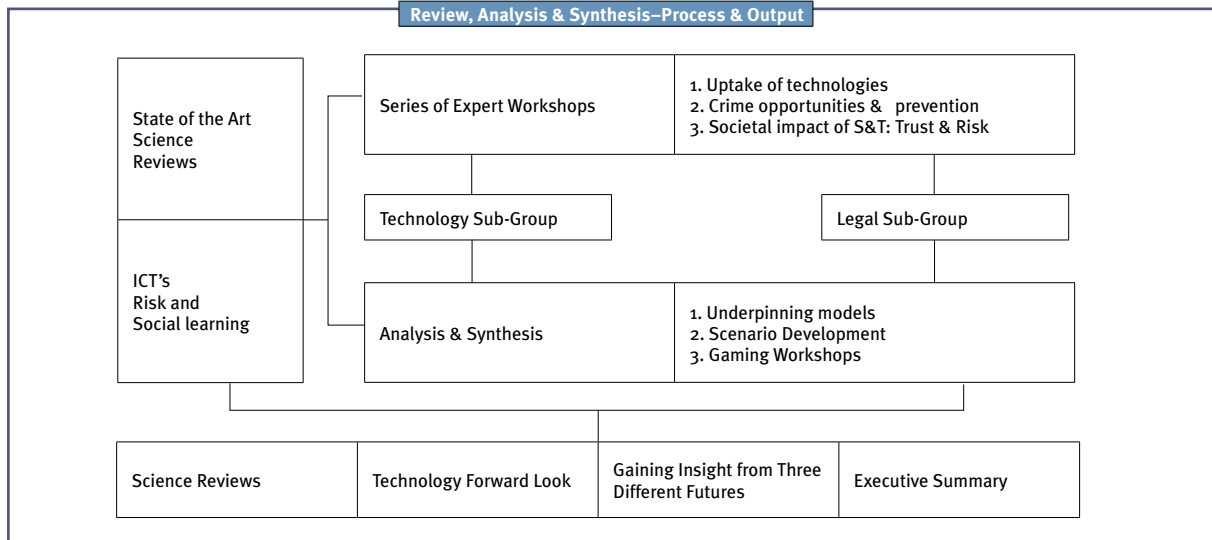 Review, Analysis & Synthesis–Process & Output
State of the Art
Science
Reviews
ICT's
Risk and
Social learning
Series of Expert Workshops
1. Uptake of technologies
2. Crime opportunities & prevention
3. Societal impact of S&T: Trust & Risk
Technology Sub-Group
Legal Sub-Group
Analysis & Synthesis
1. Underpinning models
2. Scenario Development
3. Gaming Workshops
Science Reviews
Technology Forward Look
Gaining Insight from Three
Different Futures
Executive Summary